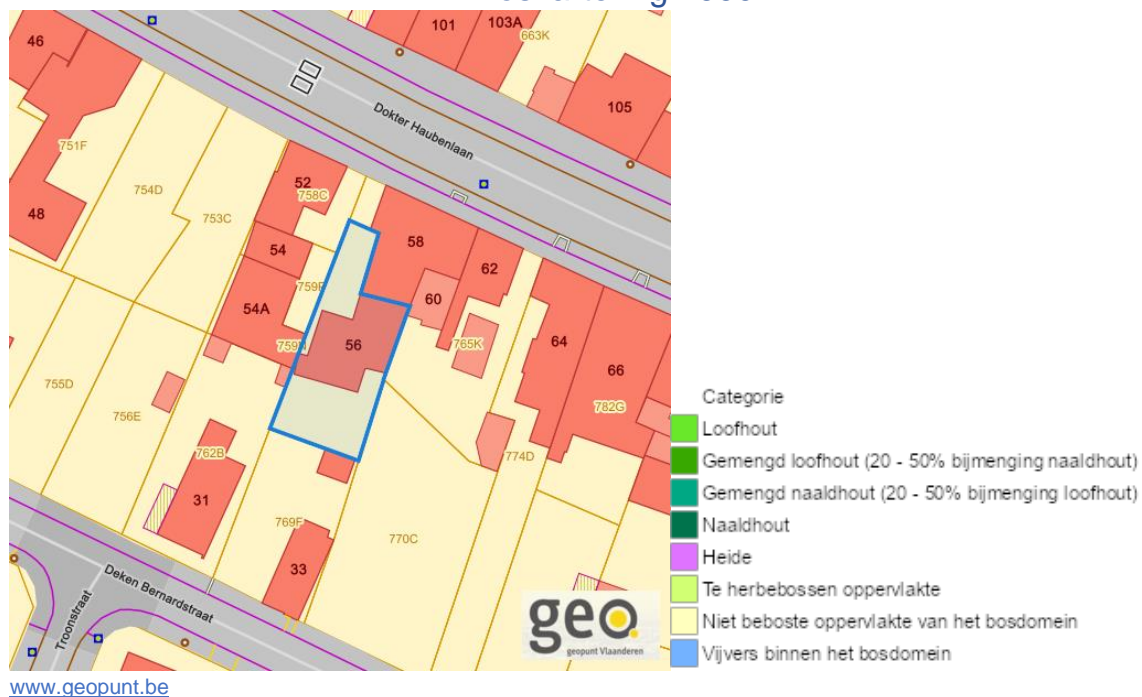 101
103A
663K
46
105
Dokter Haubenlaan
751F
754D
52
758C
753C
48
54
58
62
54A
60
56
765K
64
66
755D
756E
782G
762B
774D
31
769F
770C
33
Deken Bernardstraat
Troonstraat
geo
geopunt Vlaanderen
Categorie
Loofhout
Gemengd loofhout (20 - 50% bijmenging naaldhout)
Gemengd naaldhout (20 - 50% bijmenging loofhout)
Naaldhout
Heide
Te herbebossen oppervlakte
Niet beboste oppervlakte van het bosdomein
Vijvers binnen het bosdomein
www.geopunt.be